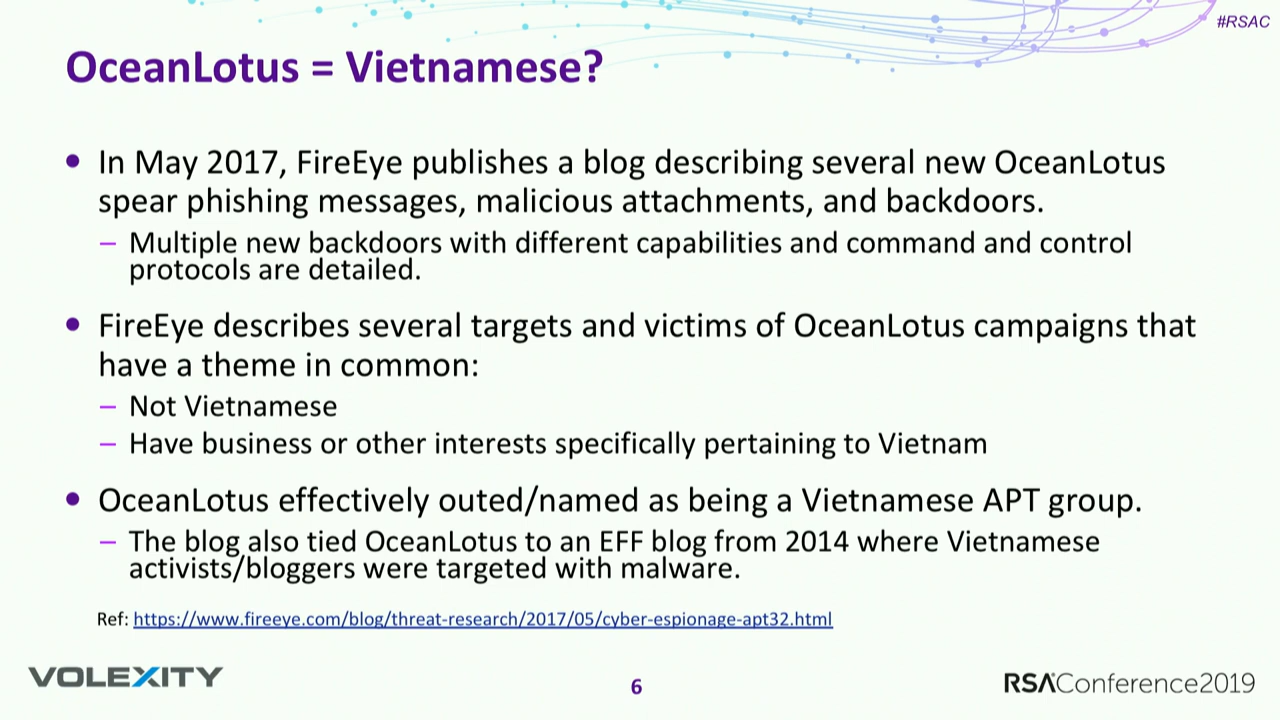 #RSAC
OceanLotus = Vietnamese?
• In May 2017, FireEye publishes a blog describing several new OceanLotus
spear phishing messages, malicious attachments, and backdoors.
– Multiple new backdoors with different capabilities and command and control
protocols are detailed.
• FireEye describes several targets and victims of OceanLotus campaigns that
have a theme in common:
– Not Vietnamese
– Have business or other interests specifically pertaining to Vietnam
• OceanLotus effectively outed/named as being a Vietnamese APT group.
– The blog also tied OceanLotus to an EFF blog from 2014 where Vietnamese
activists/bloggers were targeted with malware.
Ref: https://www.fireeye.com/blog/threat-research/2017/05/cyber-espionage-apt32.html
VOLEXITY
6
RSAConference2019